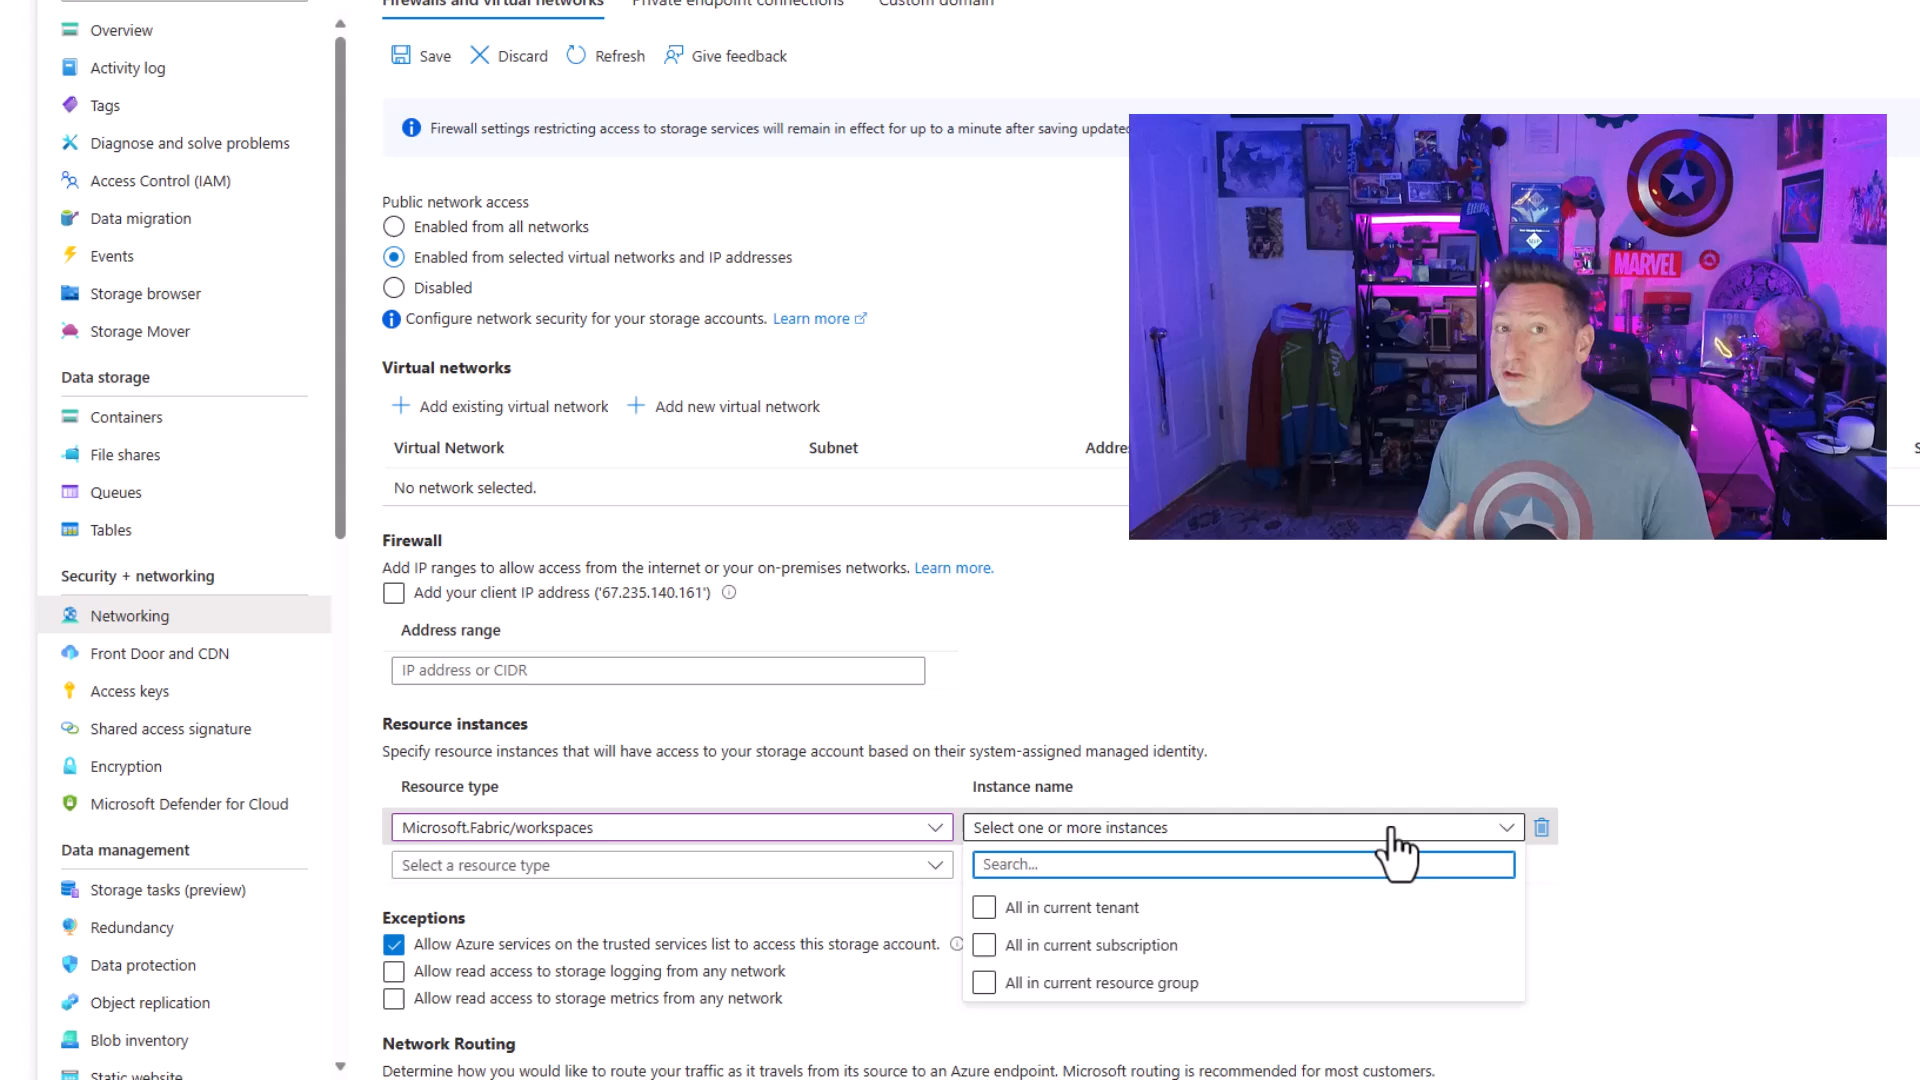 Firewalls and virtual networks
Private endpoint connections
Custom domain
Overview
Activity log
Tags
Diagnose and solve problems
Access Control (IAM)
Data migration
Events
Storage browser
Storage Mover
Data storage
Containers
File shares
Queues
Tables
Security + networking
Networking
Front Door and CDN
Access keys
Shared access signature
Encryption
Microsoft Defender for Cloud
Data management
Storage tasks (preview)
Redundancy
Data protection
Object replication
Blob inventory
Static website
Save
Discard
Refresh
Give feedback
Firewall settings restricting access to storage services will remain in effect for up to a minute after saving updated
Public network access
Enabled from all networks
Enabled from selected virtual networks and IP addresses
Disabled
Configure network security for your storage accounts. Learn more
Virtual networks
Add existing virtual network
Add new virtual network
Virtual Network
Subnet
Addre
No network selected.
Firewall
Add IP ranges to allow access from the internet or your on-premises networks. Learn more.
Add your client IP address ('67.235.140.161')
Address range
IP address or CIDR
Resource instances
Specify resource instances that will have access to your storage account based on their system-assigned managed identity.
Resource type
Instance name
Microsoft.Fabric/workspaces
Select one or more instances
Select a resource type
Search...
All in current tenant
All in current subscription
All in current resource group
Exceptions
Allow Azure services on the trusted services list to access this storage account.
Allow read access to storage logging from any network
Allow read access to storage metrics from any network
Network Routing
Determine how you would like to route your traffic as it travels from its source to an Azure endpoint. Microsoft routing is recommended for most customers.
MARVEL